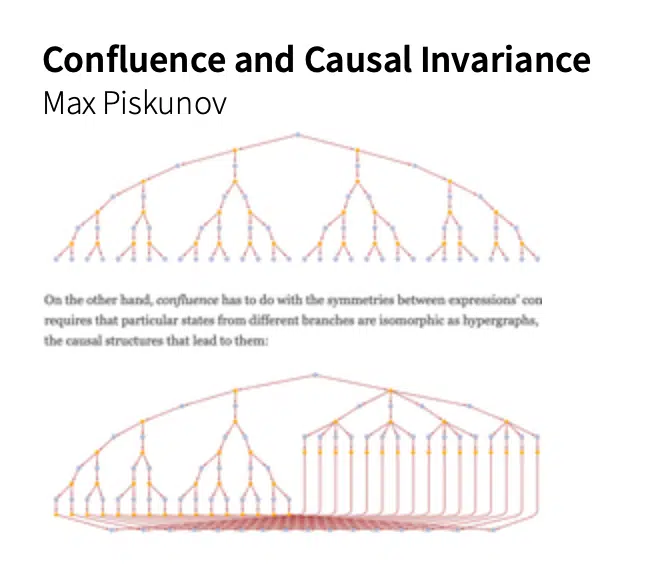 Confluence and Causal Invariance
Max Piskunov
On the other hand, confluence has to do with the symmetries between expressions' con
requires that particular states from different branches are isomorphic as hypergraphs,
the causal structures that lead to them: